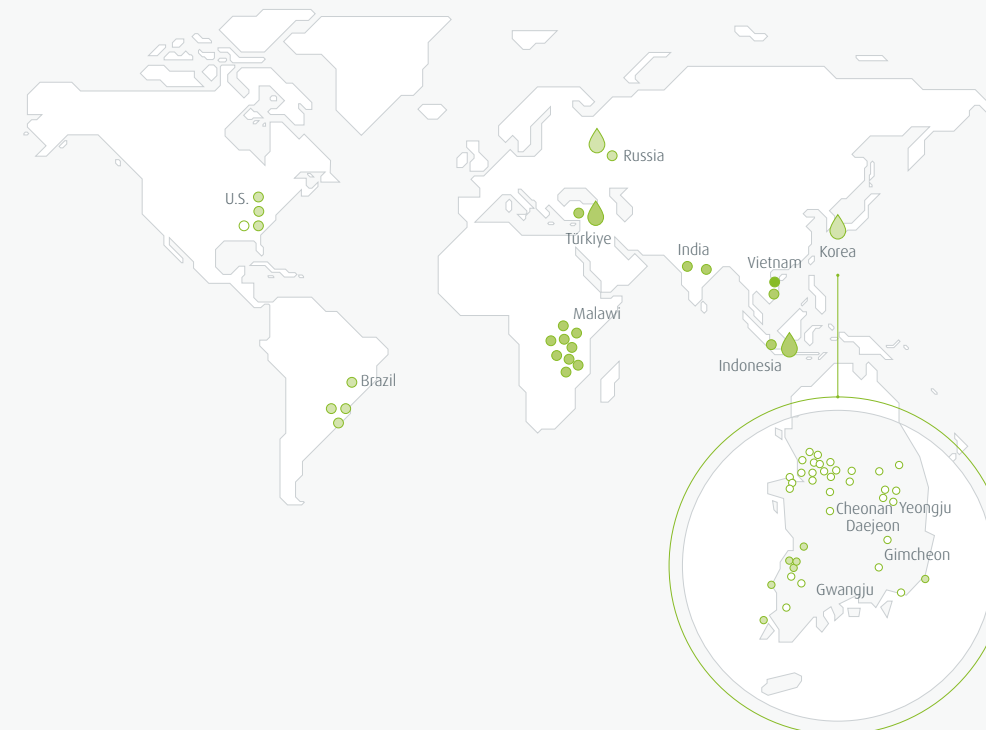 Russia
U.S.
Türkiye
India
Korea
Vietnam
Malawi
Indonesia
Brazil
Cheonan
Yeongju
Daejeon
Gimcheon
Gwangju